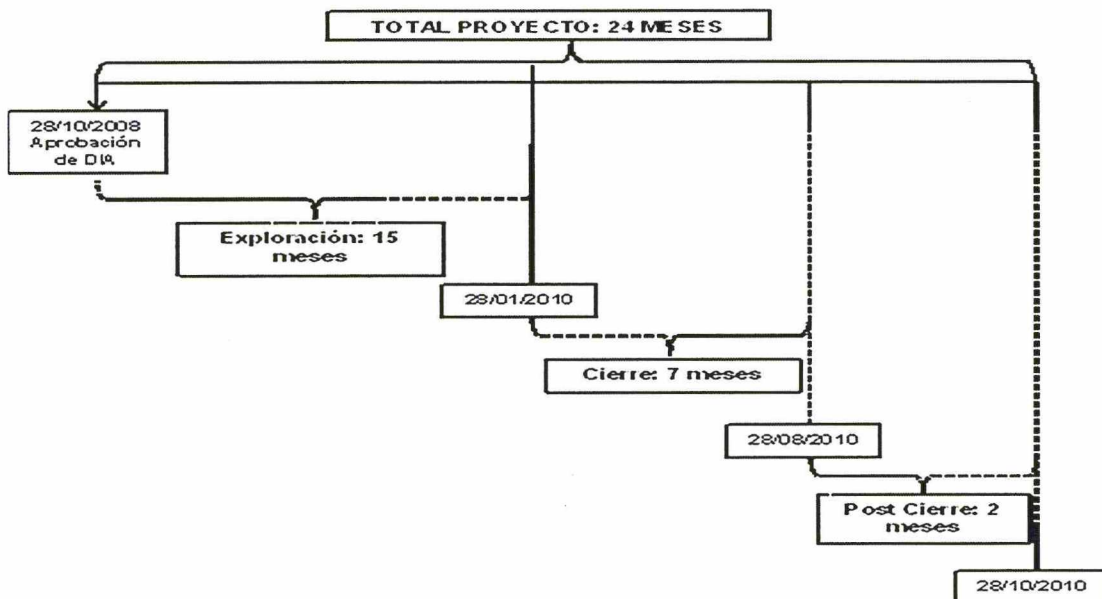 TOTAL PROYECTO: 24 MESES
28/10/2008
Aprobación
de DIA
Exploración: 15
meses
28/01/2010
Cierre: 7 meses
28/08/2010
Post Cierre: 2
meses
28/10/2010